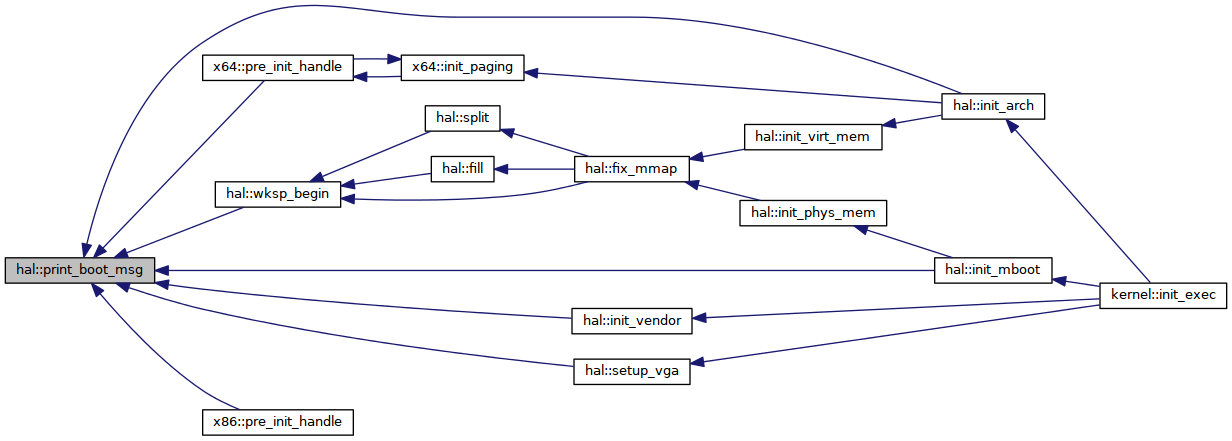 x64::pre_init_handle
x64::init_paging
hal::init_arch
hal::split
hal::init_virt_mem
hal::fill
hal::fix_mmap
hal::wksp_begin
hal::init_phys_mem
hal::print_boot_msg
hal::init_mboot
kernel::init_exec
hal::init_vendor
hal::setup_vga
x86::pre_init_handle